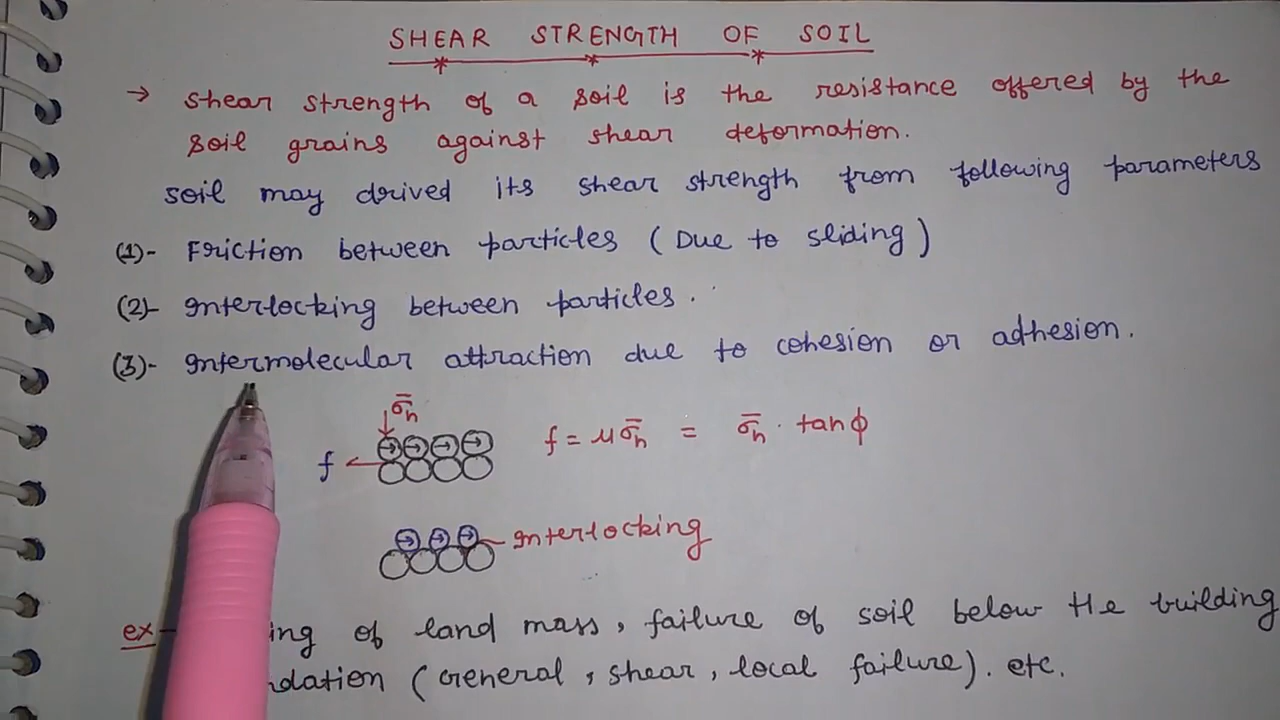 SHEAR STRENGTH OF SOIL
→ shear strength of a soil is the resistance offered by the
soil grains against shear deformation.
soil may drived its shear strength from following parameters
(1)- Friction between particles (Due to sliding)
(2)- Interlocking between particles.
(3)- Intermolecular attraction due to cohesion or adhesion.
σ̄n
f
f = μσ̄n = σ̄n · tanϕ
Interlocking
ex - ing of land mass, failure of soil below the building
ndation (General, shear, local failure). etc.